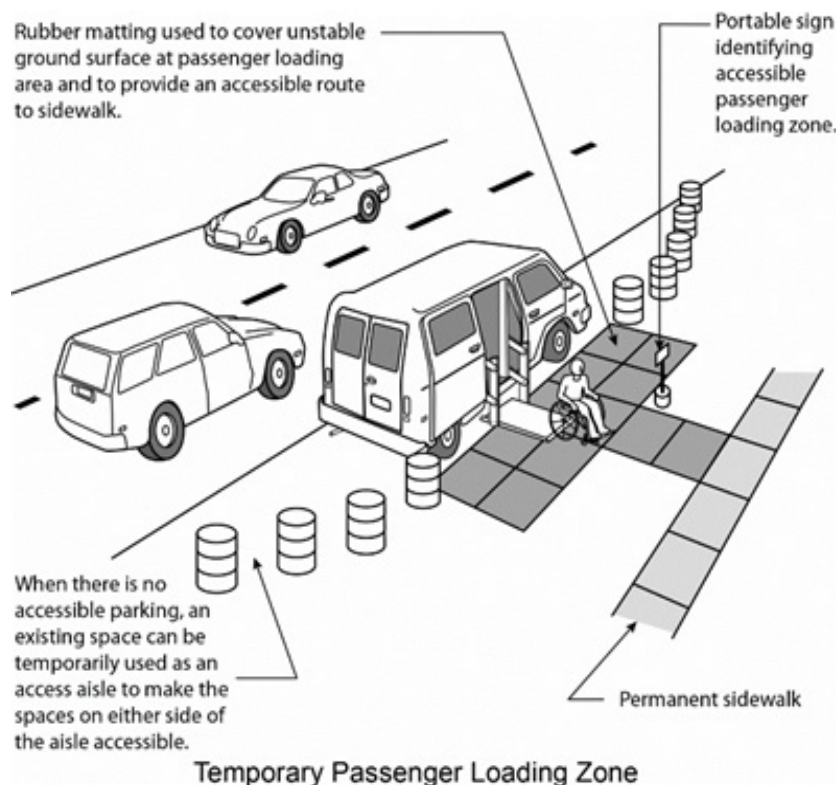 Rubber matting used to cover unstable
ground surface at passenger loading
area and to provide an accessible route
to sidewalk.
Portable sign
identifying
accessible
passenger
loading zone.
When there is no
accessible parking, an
existing space can be
temporarily used as an
access aisle to make the
spaces on either side of
the aisle accessible.
Permanent sidewalk
Temporary Passenger Loading Zone